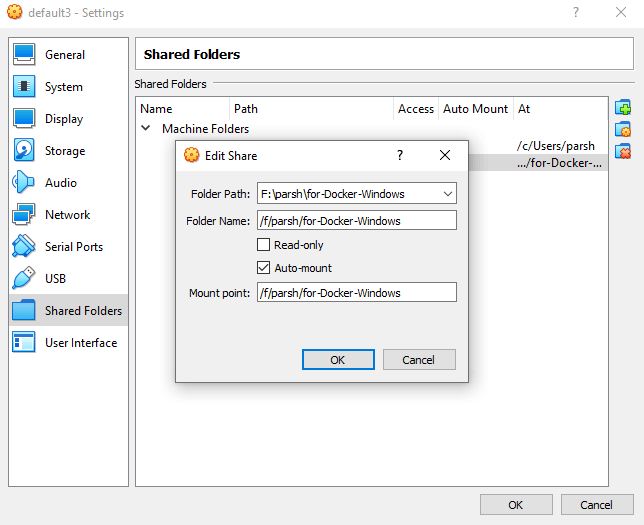 default3 - Settings
? 
General
System
Display
Storage
Audio
Network
Serial Ports
USB
Shared Folders
User Interface
Shared Folders
Shared Folders
Name Path Access Auto Mount At
Machine Folders
/c/Users/parsh
.../for-Docker-...
Edit Share
?
Folder Path: F:\parsh\for-Docker-Windows
Folder Name: /f/parsh/for-Docker-Windows
Read-only
Auto-mount
Mount point: /f/parsh/for-Docker-Windows
OK Cancel
OK Cancel